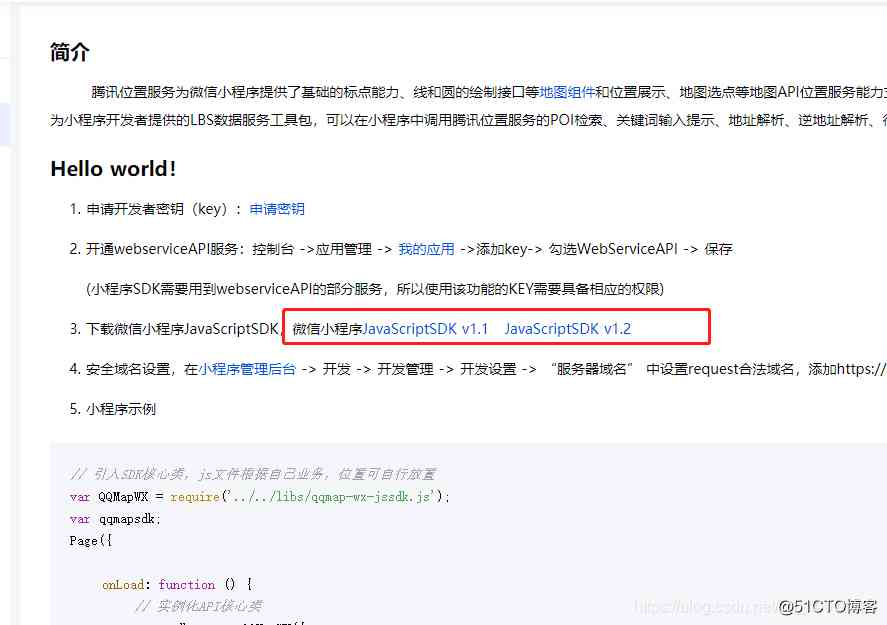 简介
腾讯位置服务为微信小程序提供了基础的标点能力、线和圆的绘制接口等地图组件和位置展示、地图选点等地图API位置服务能力
为小程序开发者提供的LBS数据服务工具包，可以在小程序中调用腾讯位置服务的POI检索、关键词输入提示、地址解析、逆地址解析、
Hello world!
1. 申请开发者密钥（key）：申请密钥
2. 开通webserviceAPI服务：控制台 ->应用管理 -> 我的应用 ->添加key-> 勾选WebServiceAPI -> 保存
(小程序SDK需要用到webserviceAPI的部分服务，所以使用该功能的KEY需要具备相应的权限)
3. 下载微信小程序JavaScriptSDK，微信小程序JavaScriptSDK v1.1 JavaScriptSDK v1.2
4. 安全域名设置，在小程序管理后台 -> 开发 -> 开发管理 -> 开发设置 -> “服务器域名” 中设置request合法域名，添加https://
5. 小程序示例
// 引入SDK核心类，js文件根据自己业务，位置可自行放置
var QQMapWX = require('../../libs/qqmap-wx-jssdk.js');
var qqmapsdk;
Page({
onLoad: function () {
// 实例化API核心类
https://blog.csdn.ne
@51CTO博客